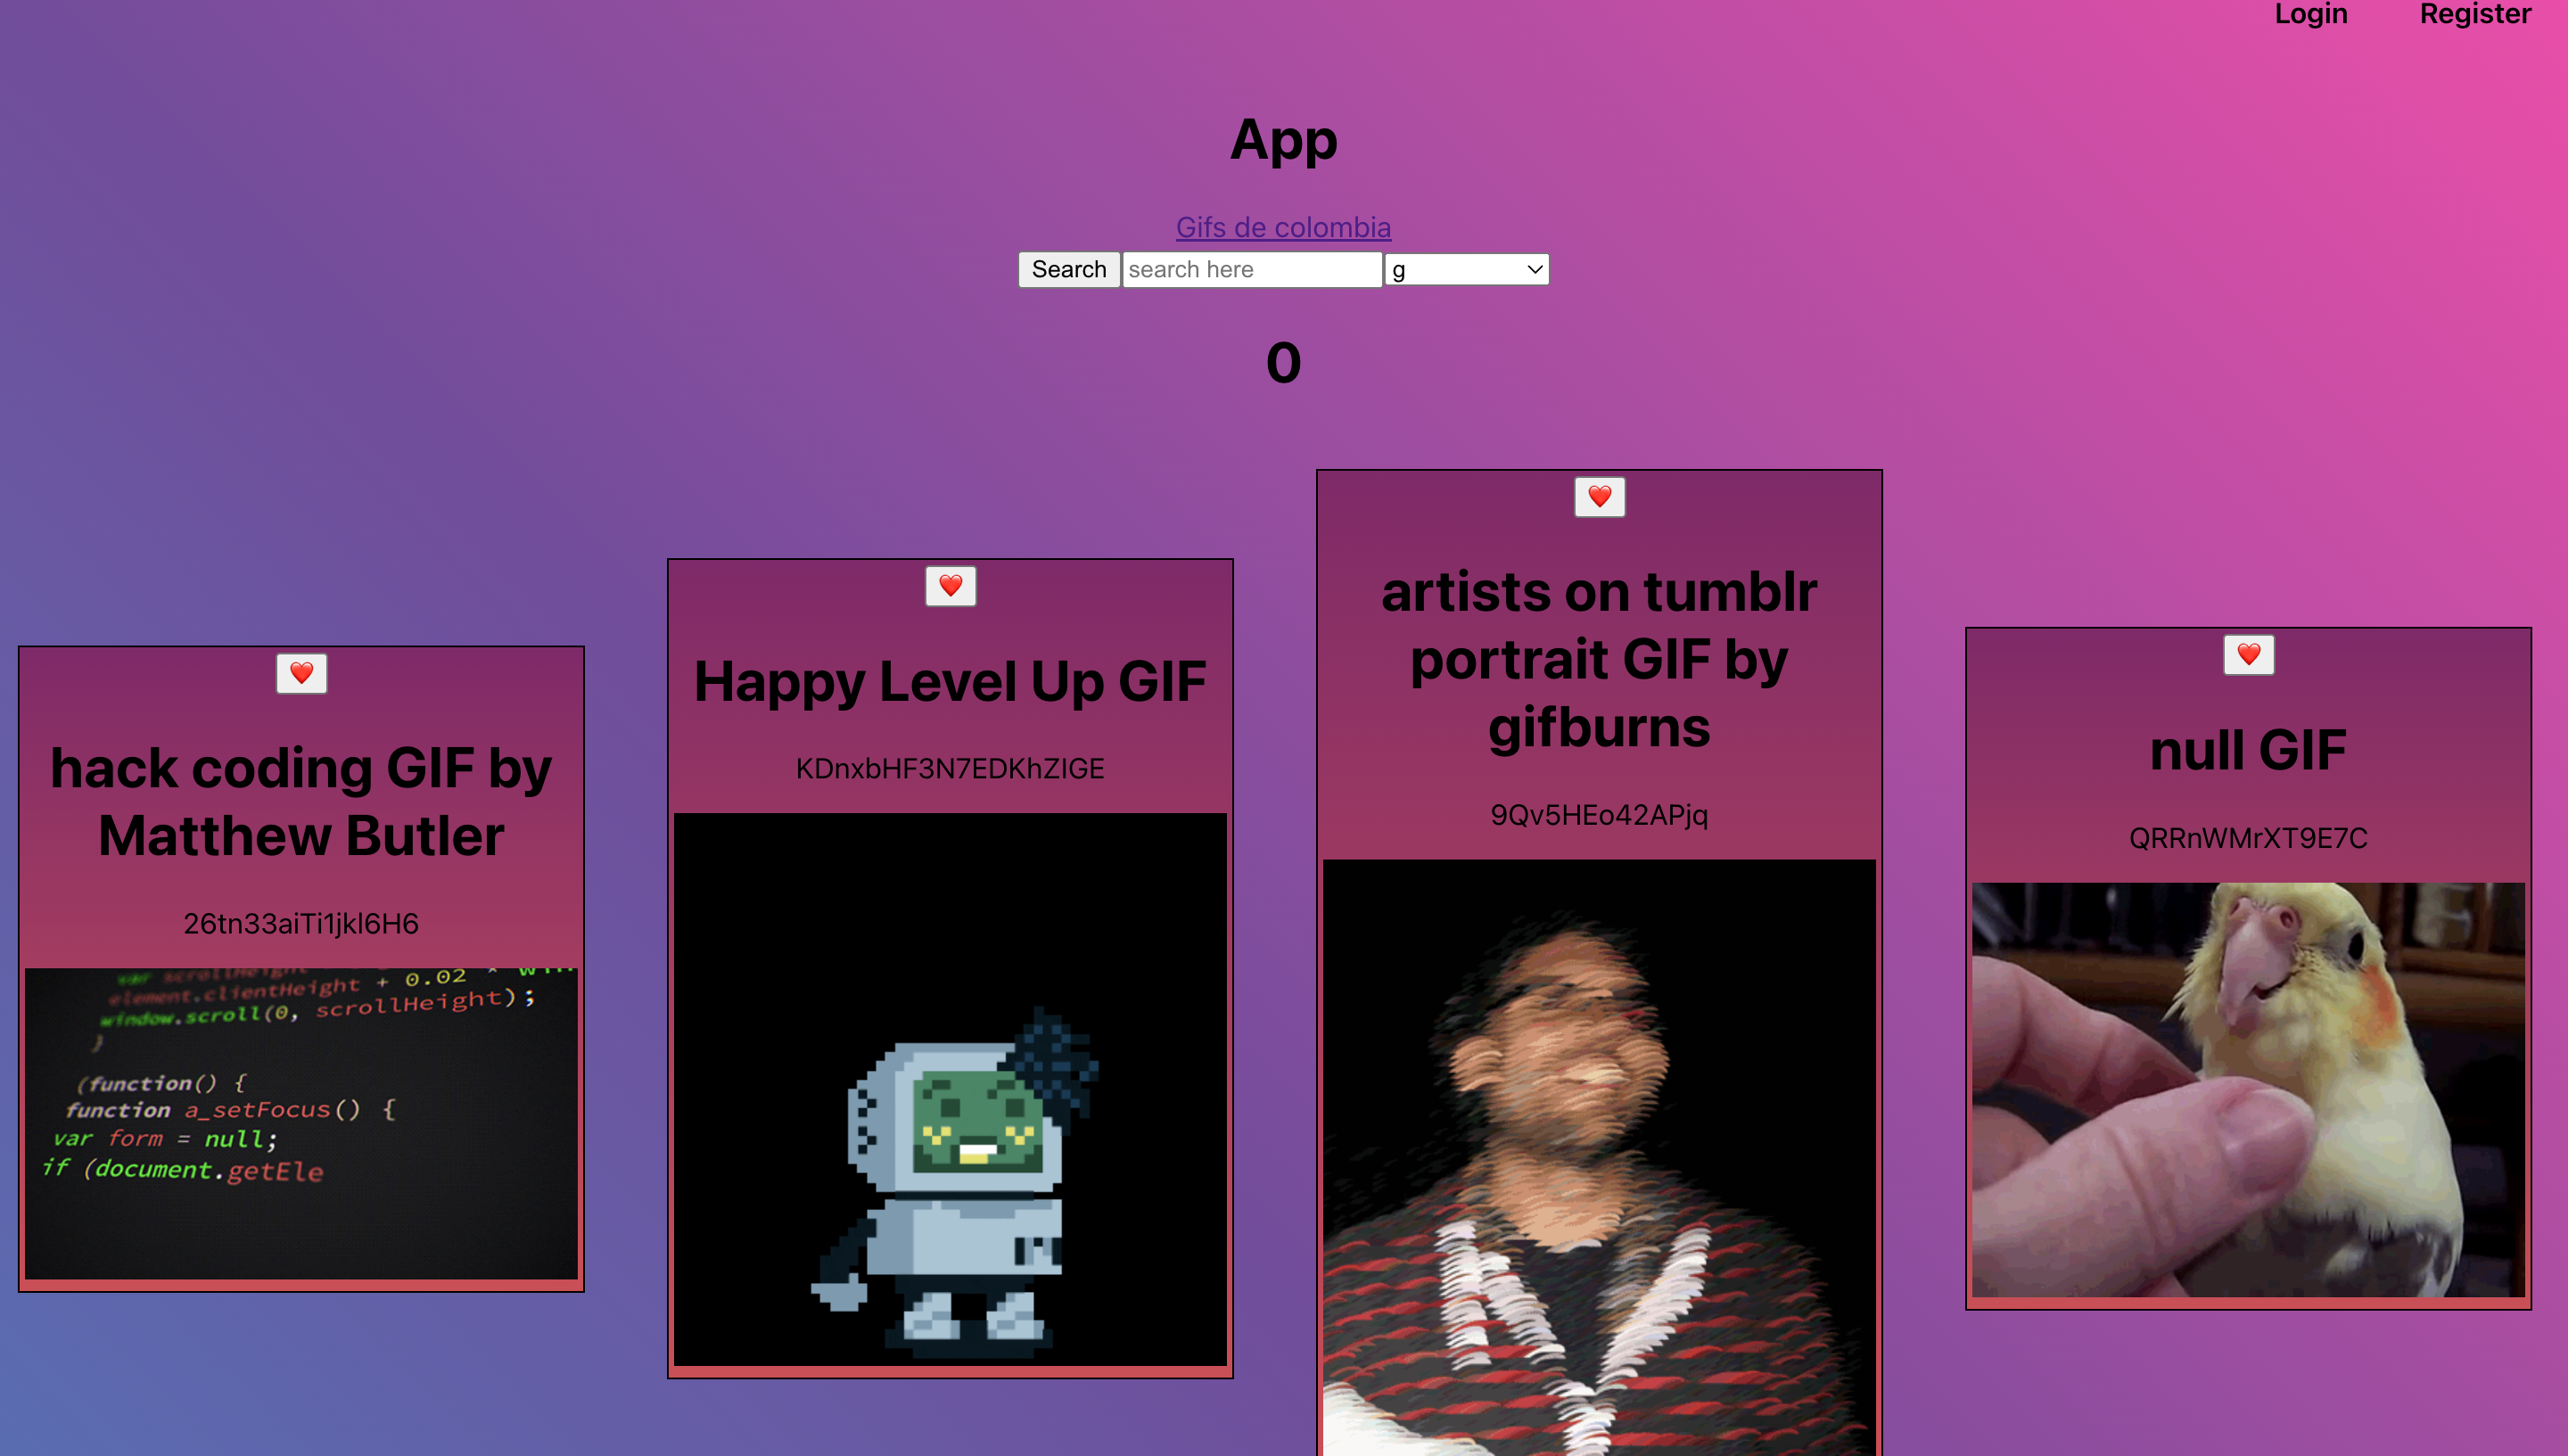 Login Register
App
Gifs de colombia
Search search here g
0
hack coding GIF by
Matthew Butler
26tn33aiTi1jkl6H6
element.clientHeight + 0.02 *
window.scroll(0, scrollHeight);
}
(function() {
function a_setFocus() {
var form = null;
if (document.getEle
Happy Level Up GIF
KDnxbHF3N7EDKhZIGE
artists on tumblr
portrait GIF by
gifburns
9Qv5HEo42APjq
null GIF
QRRnWMrXT9E7C